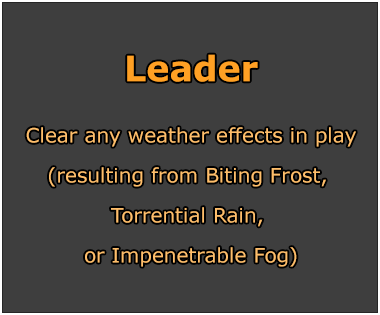 Leader
Clear any weather effects in play
(resulting from Biting Frost,
Torrential Rain,
or Impenetrable Fog)